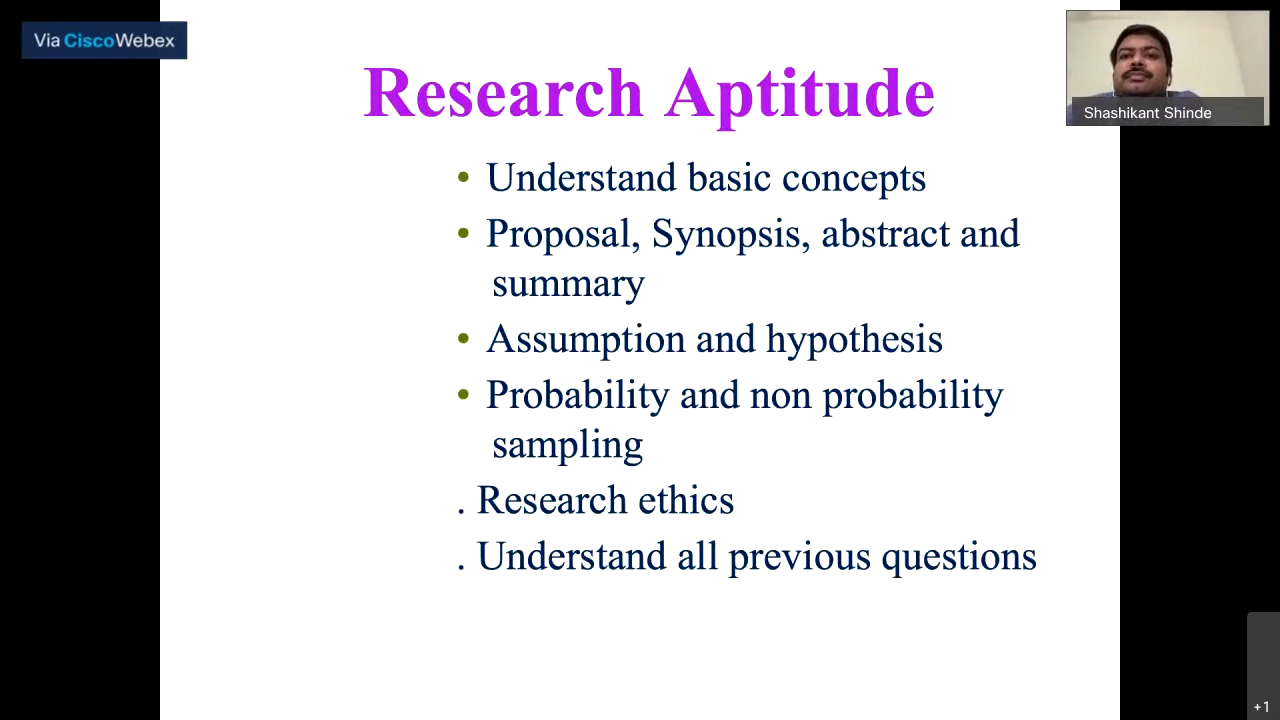 Via Cisco Webex
Research Aptitude
Shashikant Shinde
• Understand basic concepts
• Proposal, Synopsis, abstract and
summary
• Assumption and hypothesis
• Probability and non probability
sampling
. Research ethics
. Understand all previous questions
+1